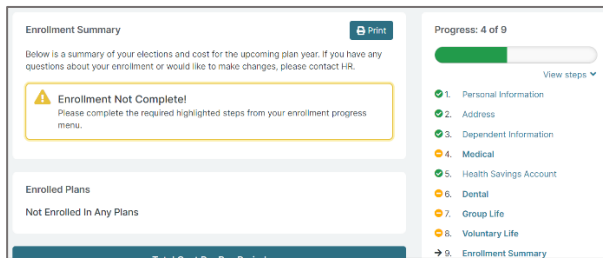 Enrollment Summary
Print
Below is a summary of your elections and cost for the upcoming plan year. If you have any
questions about your enrollment or would like to make changes, please contact HR.
Enrollment Not Complete!
Please complete the required highlighted steps from your enrollment progress
menu.
Enrolled Plans
Not Enrolled In Any Plans
Progress: 4 of 9
View steps
1. Personal Information
2. Address
3. Dependent Information
4. Medical
5. Health Savings Account
6. Dental
7. Group Life
8. Voluntary Life
9. Enrollment Summary